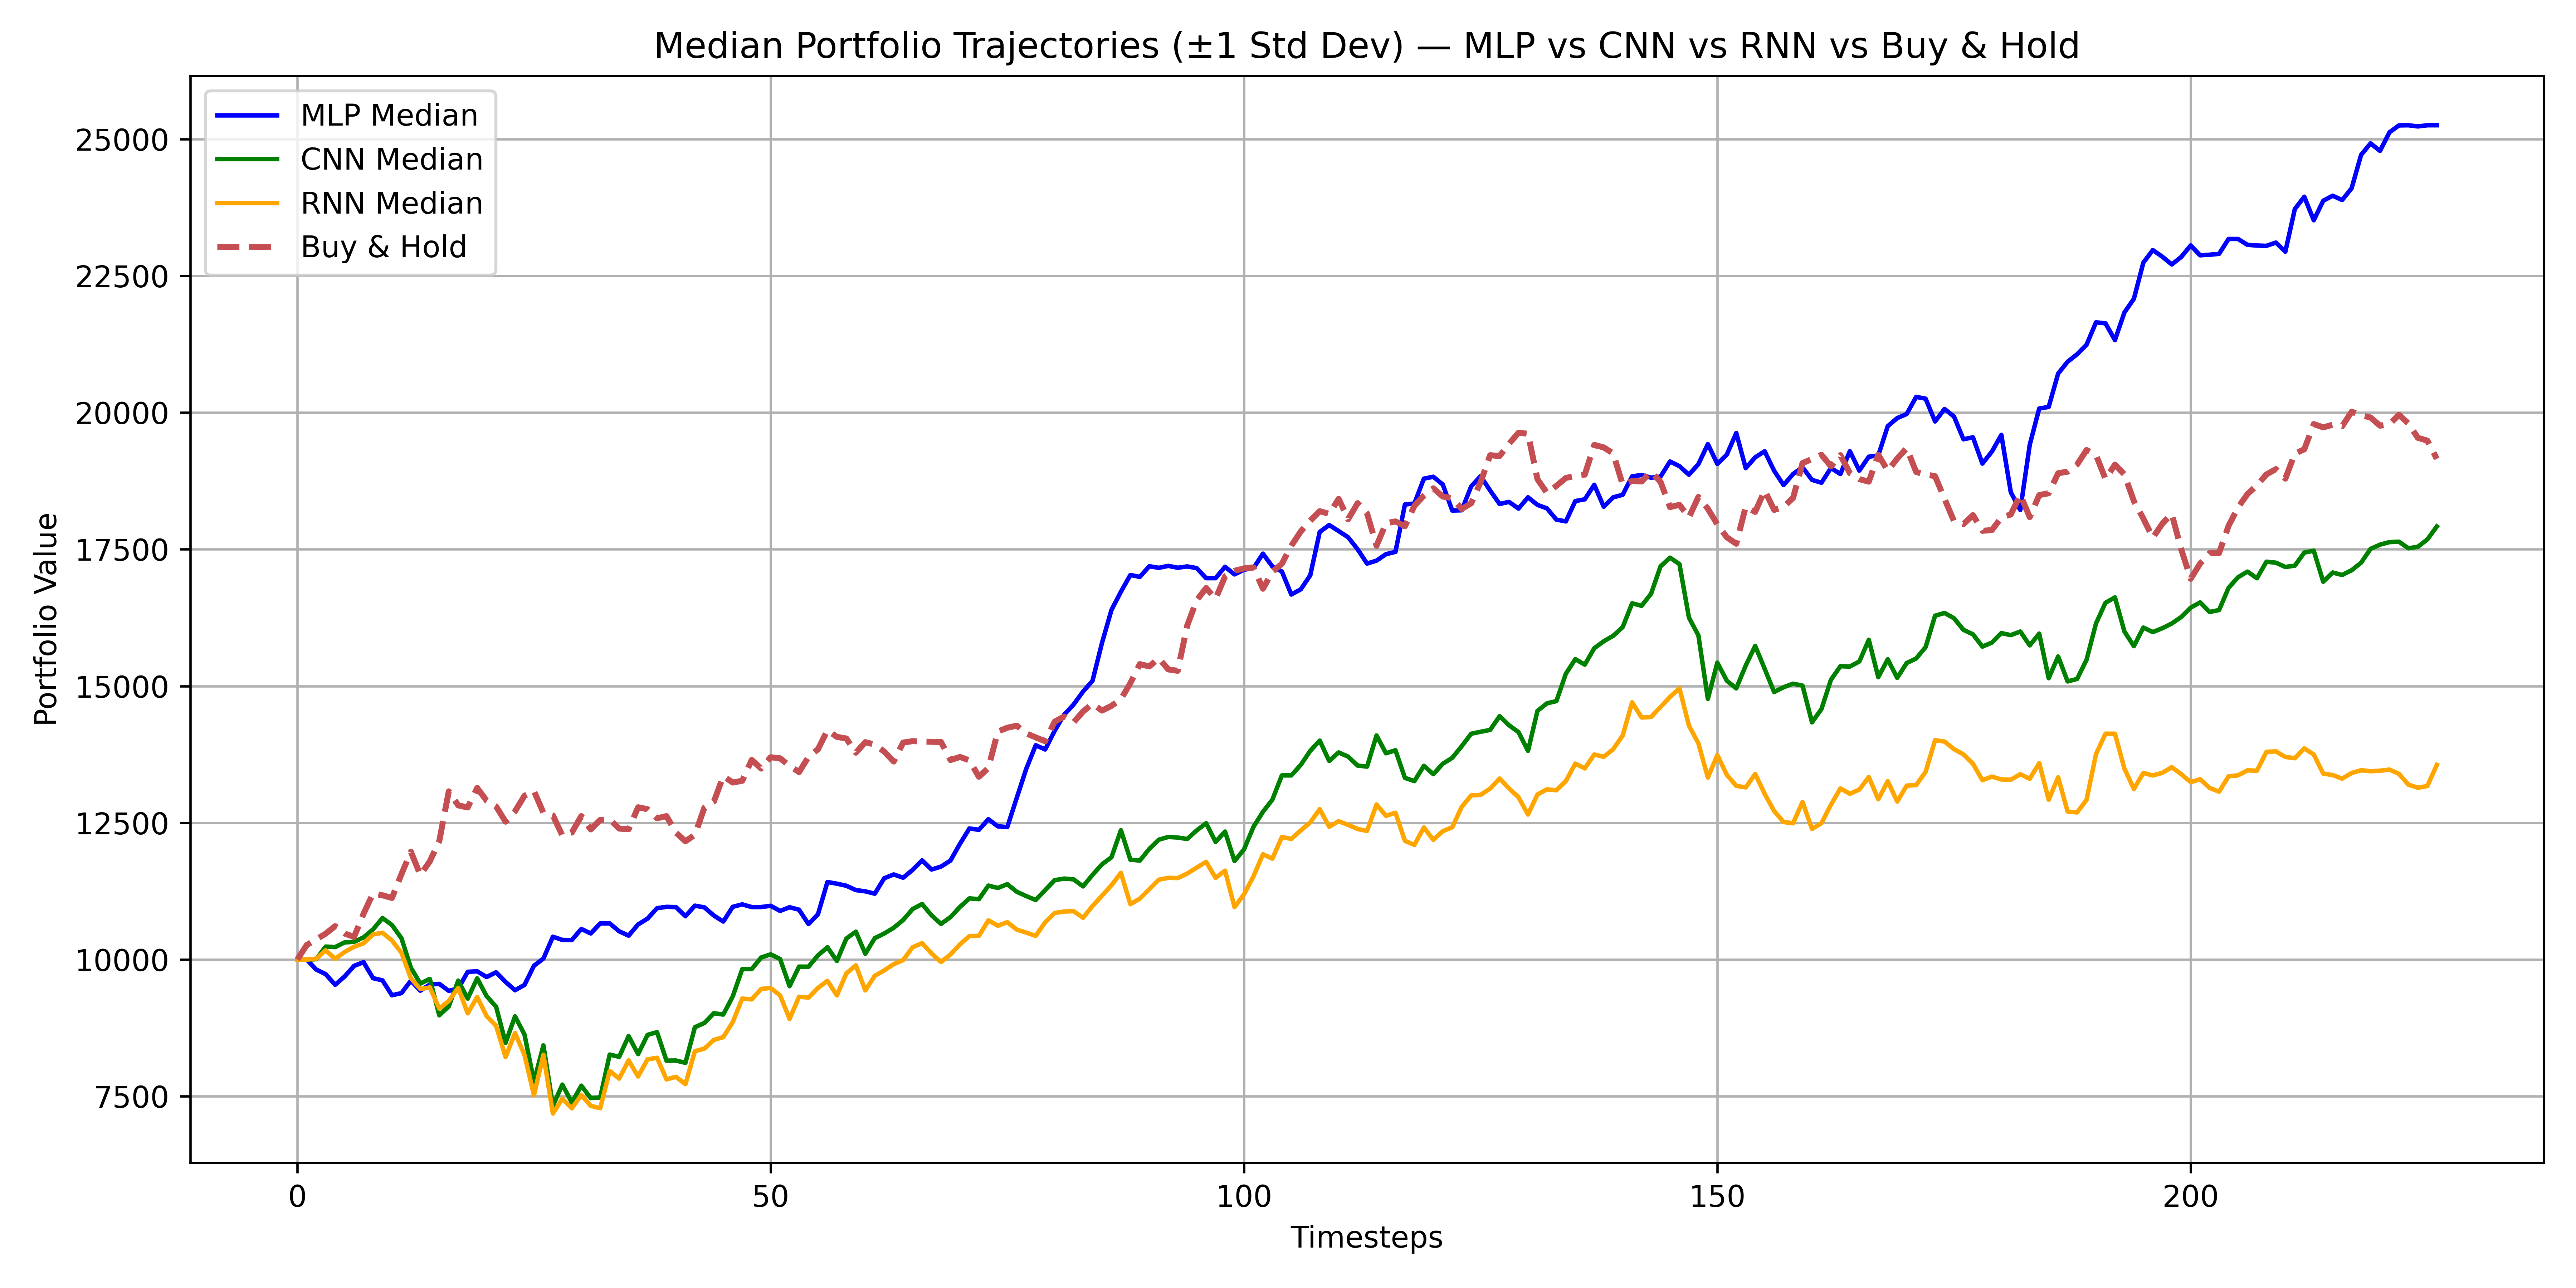 Median Portfolio Trajectories (±1 Std Dev) — MLP vs CNN vs RNN vs Buy & Hold
MLP Median
CNN Median
RNN Median
Buy & Hold
Portfolio Value
25000
22500
20000
17500
15000
12500
10000
7500
0 50 100 150 200
Timesteps